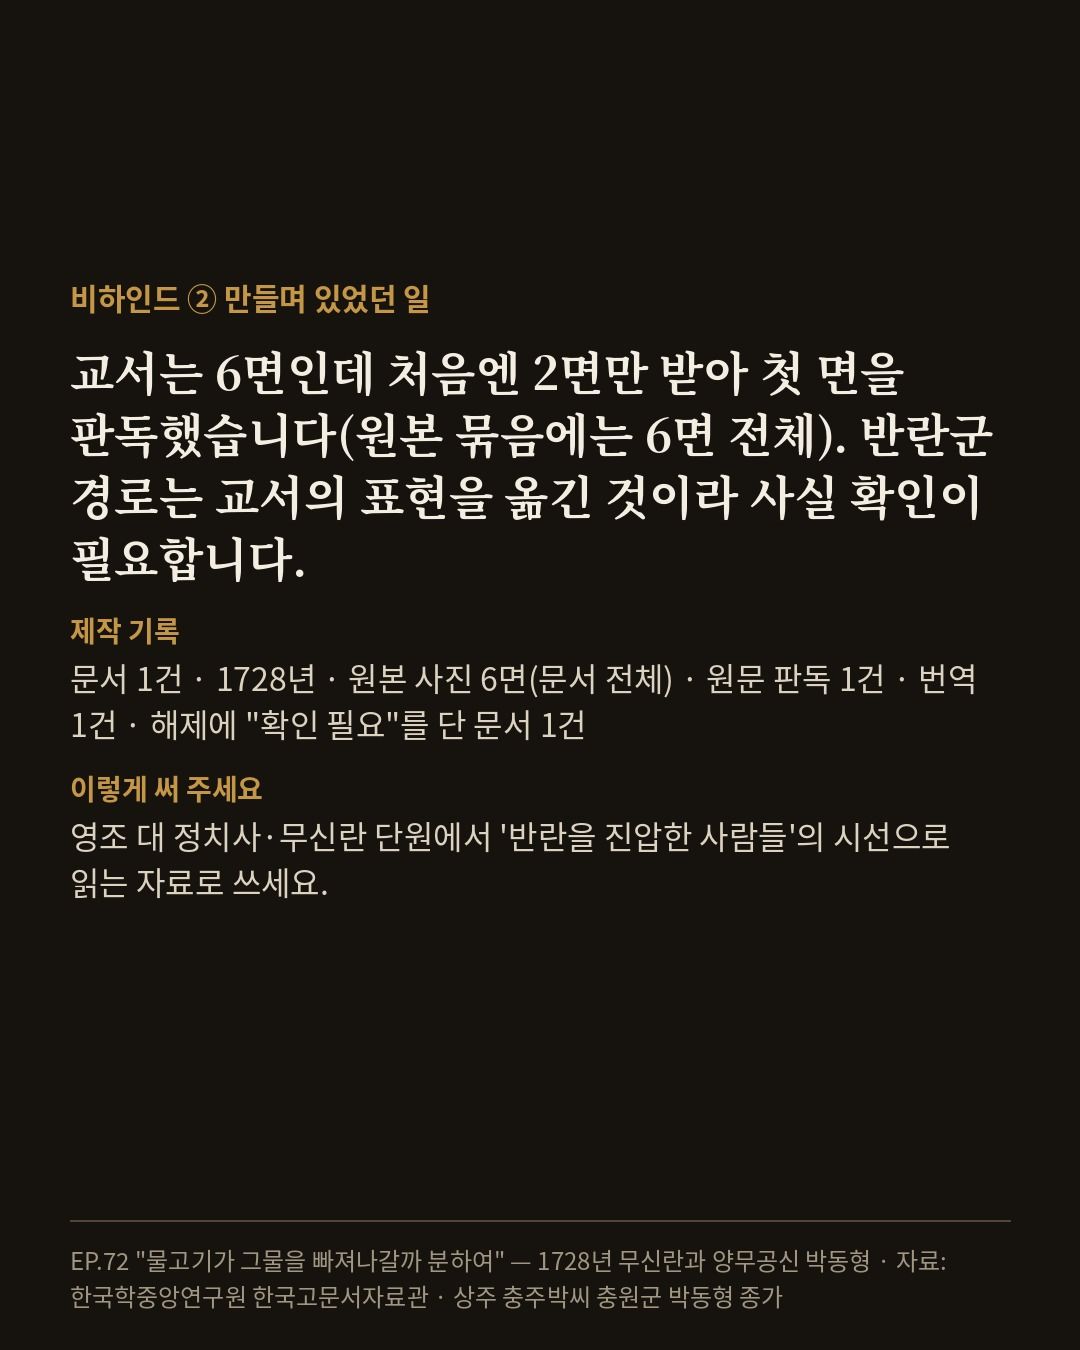 비하인드 ② 만들며 있었던 일
교서는 6면인데 처음엔 2면만 받아 첫 면을
판독했습니다(원본 묶음에는 6면 전체). 반란군
경로는 교서의 표현을 옮긴 것이라 사실 확인이
필요합니다.
제작 기록
문서 1건 · 1728년 · 원본 사진 6면(문서 전체) · 원문 판독 1건 · 번역
1건 · 해제에 "확인 필요"를 단 문서 1건
이렇게 써 주세요
영조 대 정치사·무신란 단원에서 '반란을 진압한 사람들'의 시선으로
읽는 자료로 쓰세요.
EP.72 "물고기가 그물을 빠져나갈까 분하여" — 1728년 무신란과 양무공신 박동형 · 자료:
한국학중앙연구원 한국고문서자료관 · 상주 충주박씨 충원군 박동형 종가